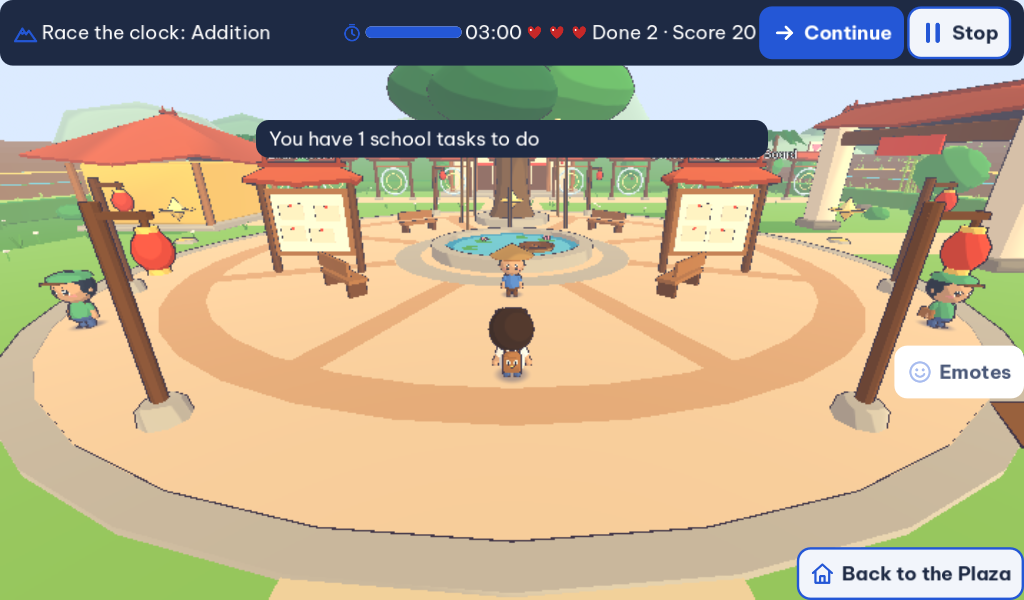 Race the clock: Addition
03:00
Done 2 · Score 20
Continue
Stop
You have 1 school tasks to do
Board
Emotes
Back to the Plaza